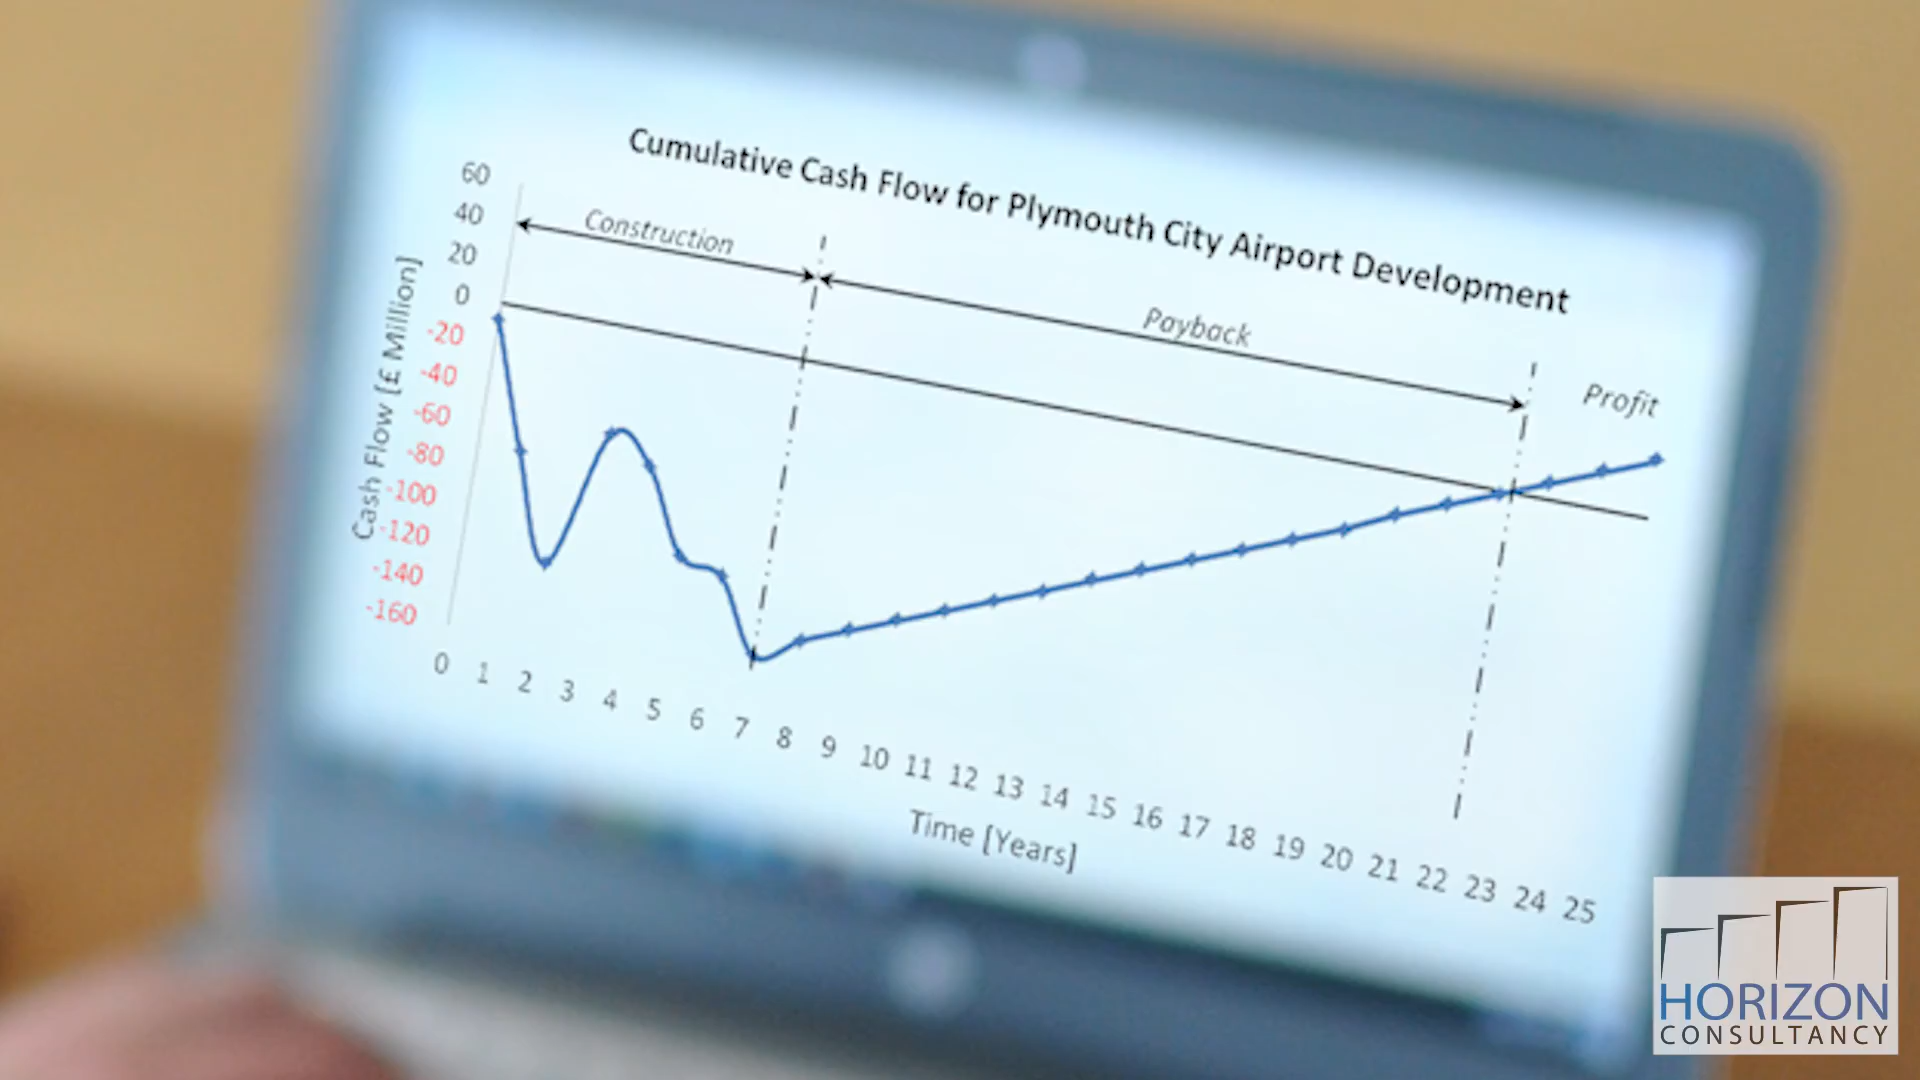 Cumulative Cash Flow for Plymouth City Airport Development
60
40
20
0
-20
-40
-60
-80
-100
-120
-140
-160
Cash Flow [£ Million]
Construction
Payback
Profit
0 1 2 3 4 5 6 7 8 9 10 11 12 13 14 15 16 17 18 19 20 21 22 23 24 25
Time [Years]
HORIZON
CONSULTANCY